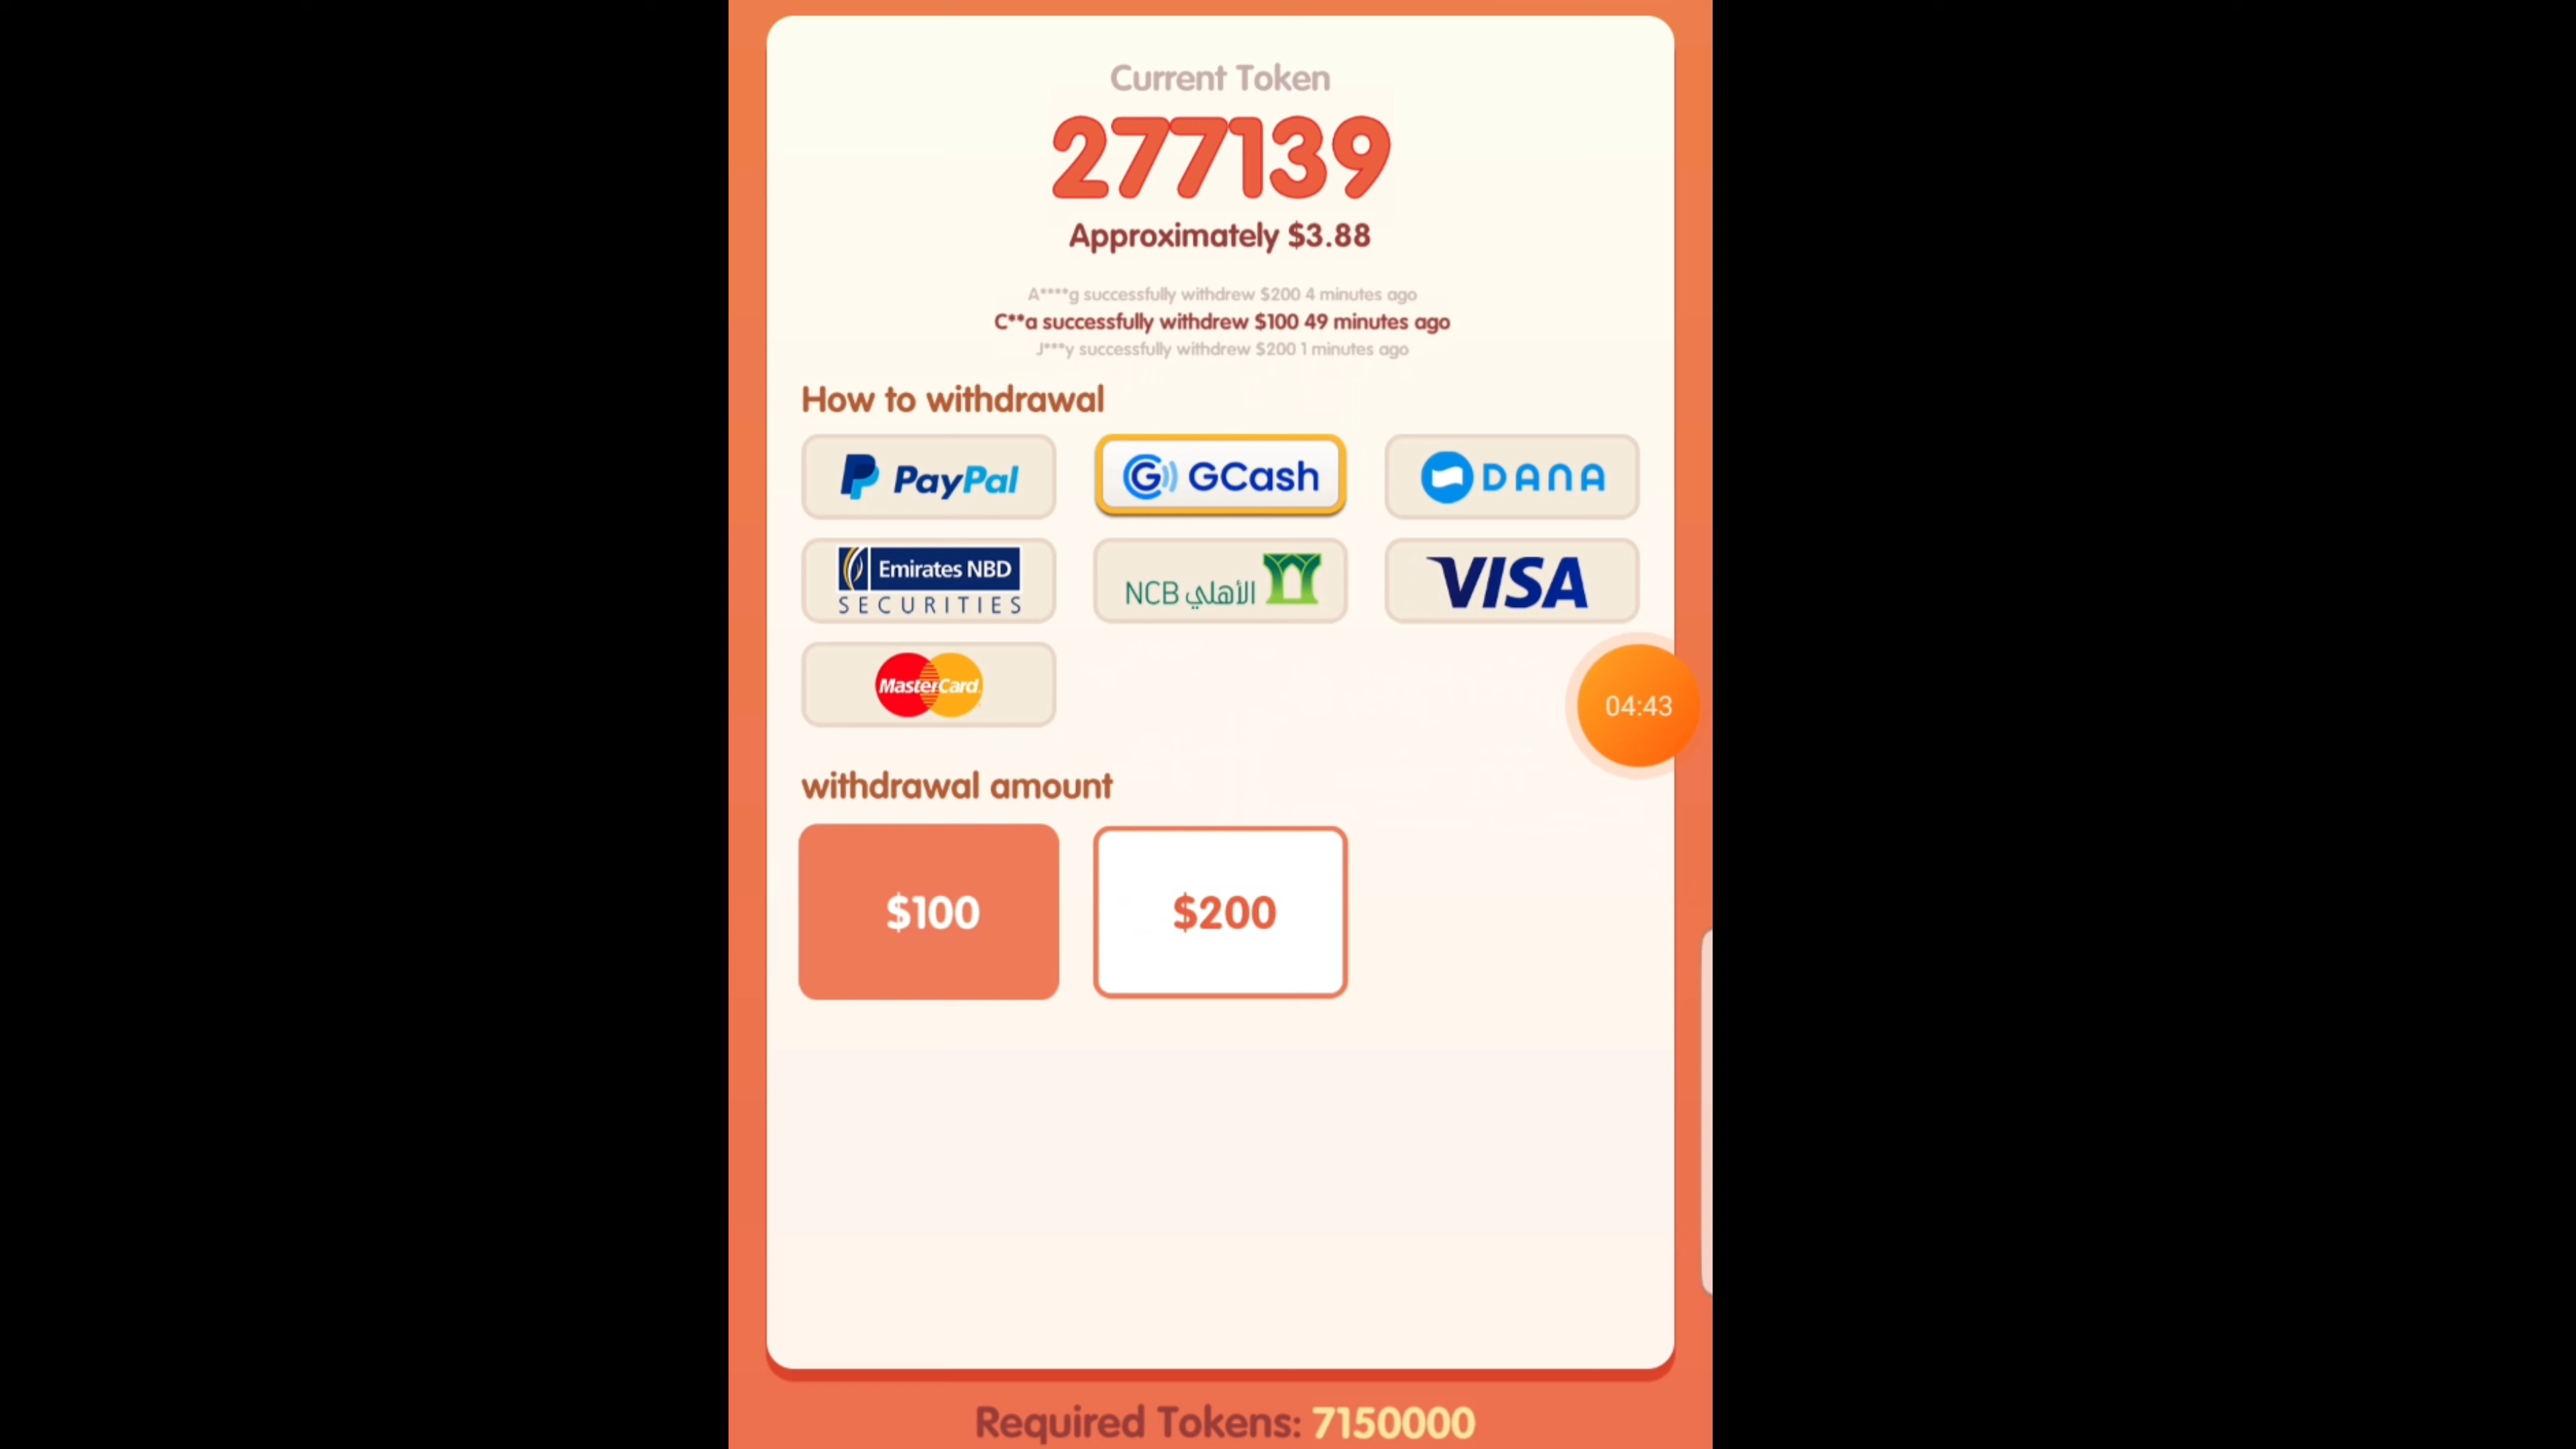 Current Token
277139
Approximately $3.88
A****g successfully withdrew $200 4 minutes ago
C**a successfully withdrew $100 49 minutes ago
J***y successfully withdrew $200 1 minutes ago
How to withdrawal
PayPal
GCash
DANA
Emirates NBD
SECURITIES
NCB الأهلي
VISA
MasterCard
04:43
withdrawal amount
$100
$200
Required Tokens: 7150000